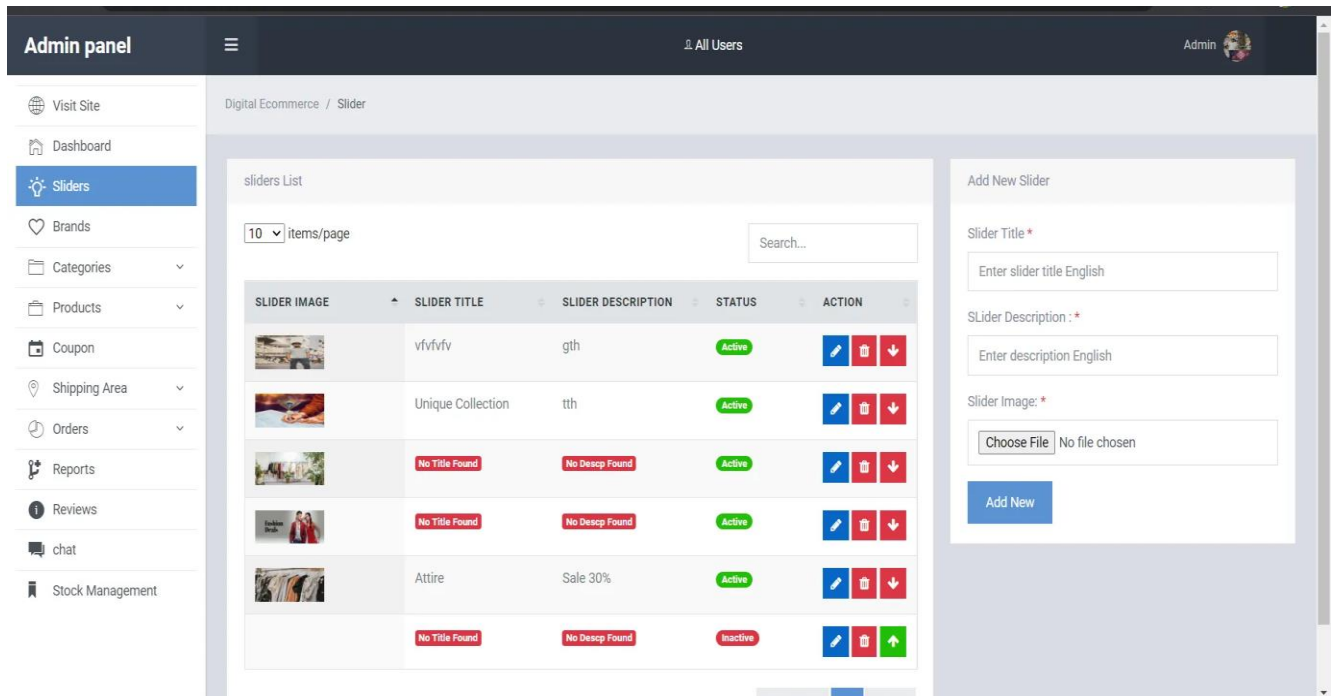 Admin panel
All Users
Admin
Visit Site
Dashboard
Sliders
Brands
Categories
Products
Coupon
Shipping Area
Orders
Reports
Reviews
chat
Stock Management
Digital Ecommerce / Slider
sliders List
10 items/page
Search...
SLIDER IMAGE SLIDER TITLE SLIDER DESCRIPTION STATUS ACTION
vfvfvfv gth Active
Unique Collection tth Active
No Title Found No Descp Found Active
Fashion
Deals
No Title Found No Descp Found Active
Attire Sale 30% Active
No Title Found No Descp Found Inactive
Add New Slider
Slider Title *
Enter slider title English
SLider Description : *
Enter description English
Slider Image: *
Choose File No file chosen
Add New